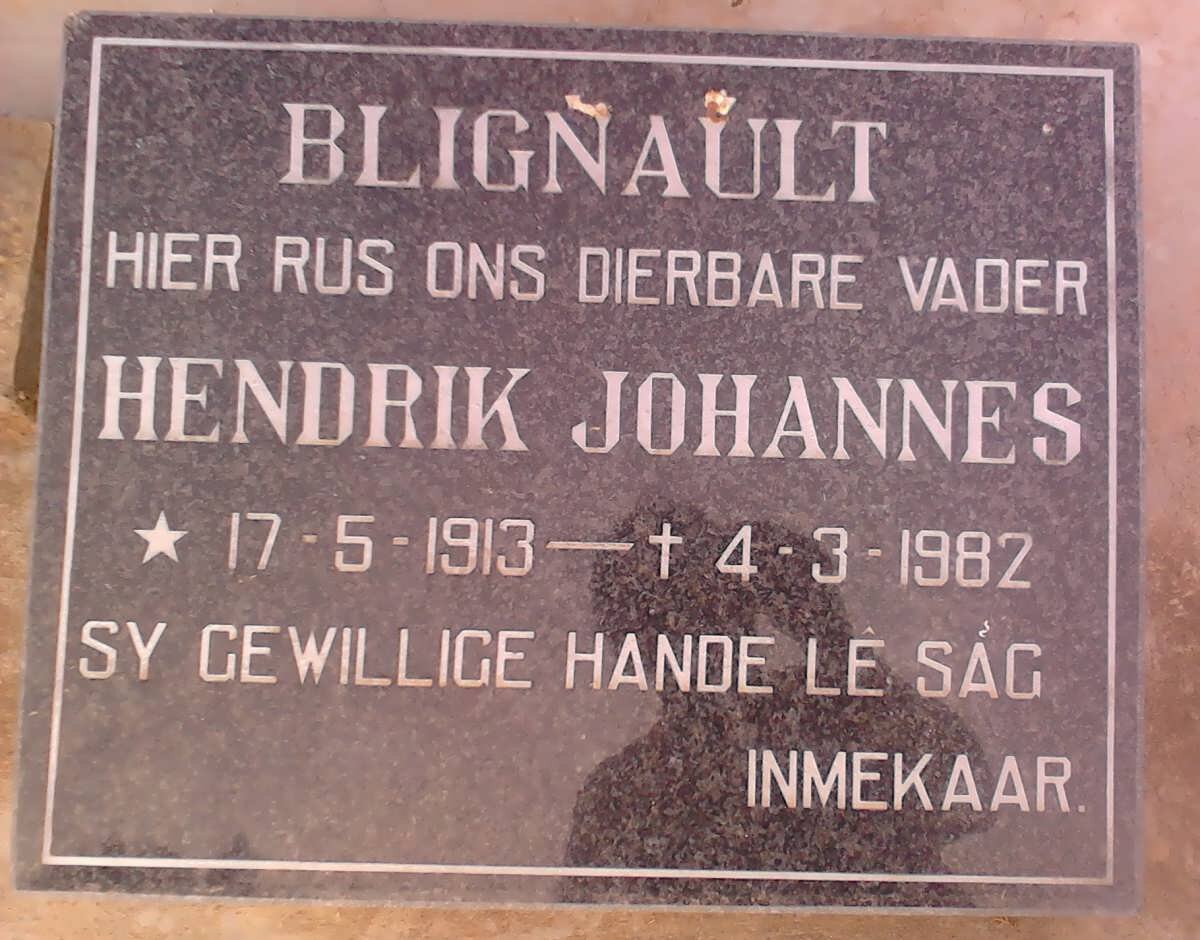 BLIGNAULT
HIER RUS ONS DIERBARE VADER
HENDRIK JOHANNES
★ 17-5-1913 — † 4-3-1982
SY GEWILLIGE HANDE LÊ SAG
INMEKAAR.